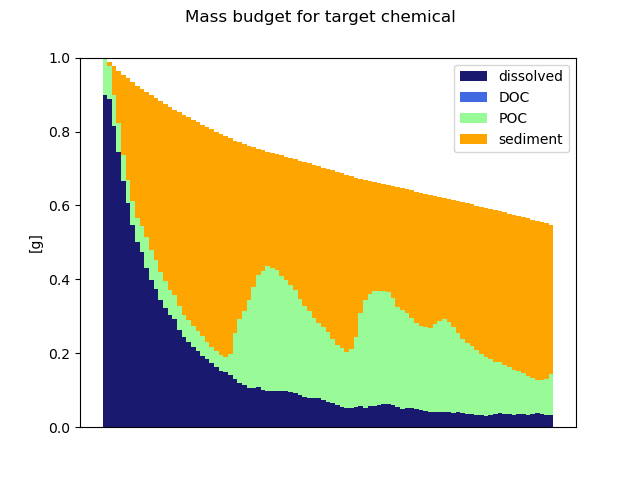 Mass budget for target chemical
1.0
0.8
0.6
0.4
0.2
0.0
[g]
dissolved
DOC
POC
sediment